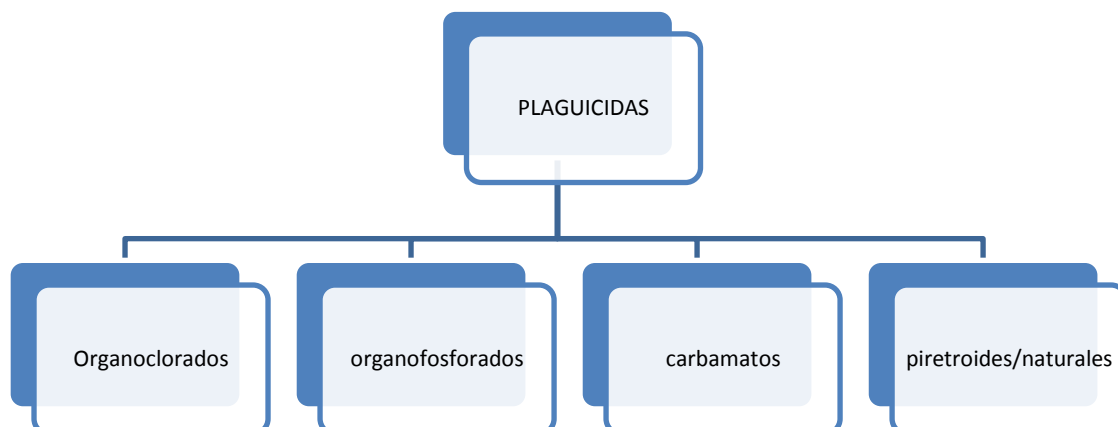 PLAGUICIDAS
Organoclorados
organofosforados
carbamatos
piretroides/naturales